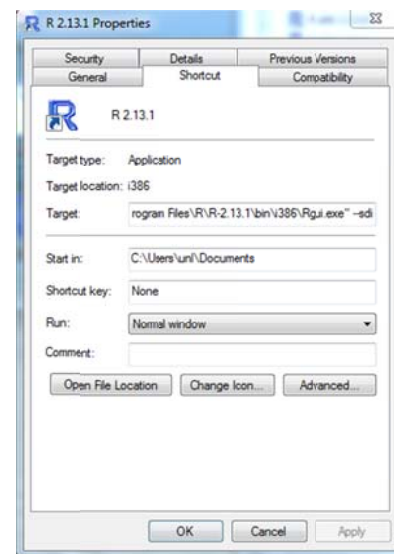 R 2.13.1 Properties
Security Details Previous Versions
General Shortcut Compatibility
R 2.13.1
Target type: Application
Target location: i386
Target: rogram Files\R\R-2.13.1\bin\i386\Rgui.exe" --sdi
Start in: C:\Users\unl\Documents
Shortcut key: None
Run: Normal window
Comment:
Open File Location Change Icon... Advanced...
OK Cancel Apply